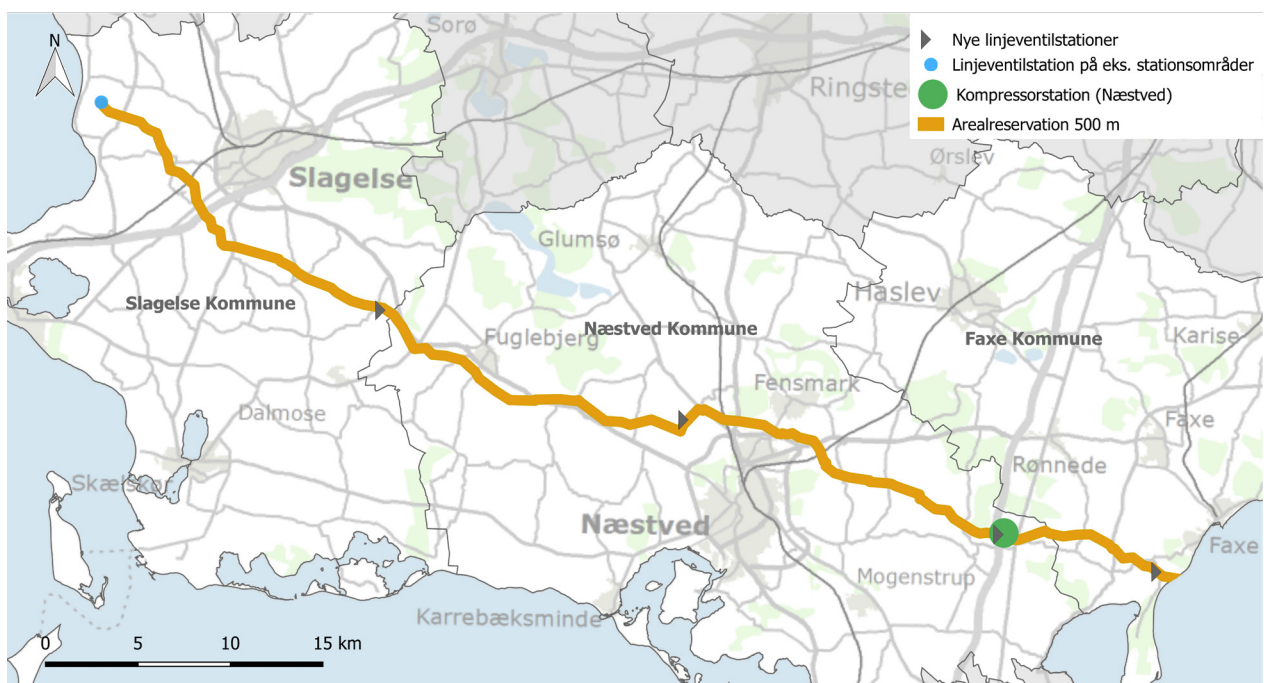 N
Sorø
Nye linjeventilstationer
Linjeventilstation på eks. stationsområder
Kompressorstation (Næstved)
Arealreservation 500 m
Ringste
Ørslev
Slagelse
Glumsø
Haslev
Slagelse Kommune
Næstved Kommune
Faxe Kommune
Karise
Fuglebjerg
Fensmark
Dalmose
Faxe
Rønnede
Skælskør
Næstved
Faxe
Mogenstrup
Karrebæksminde
0 5 10 15 km